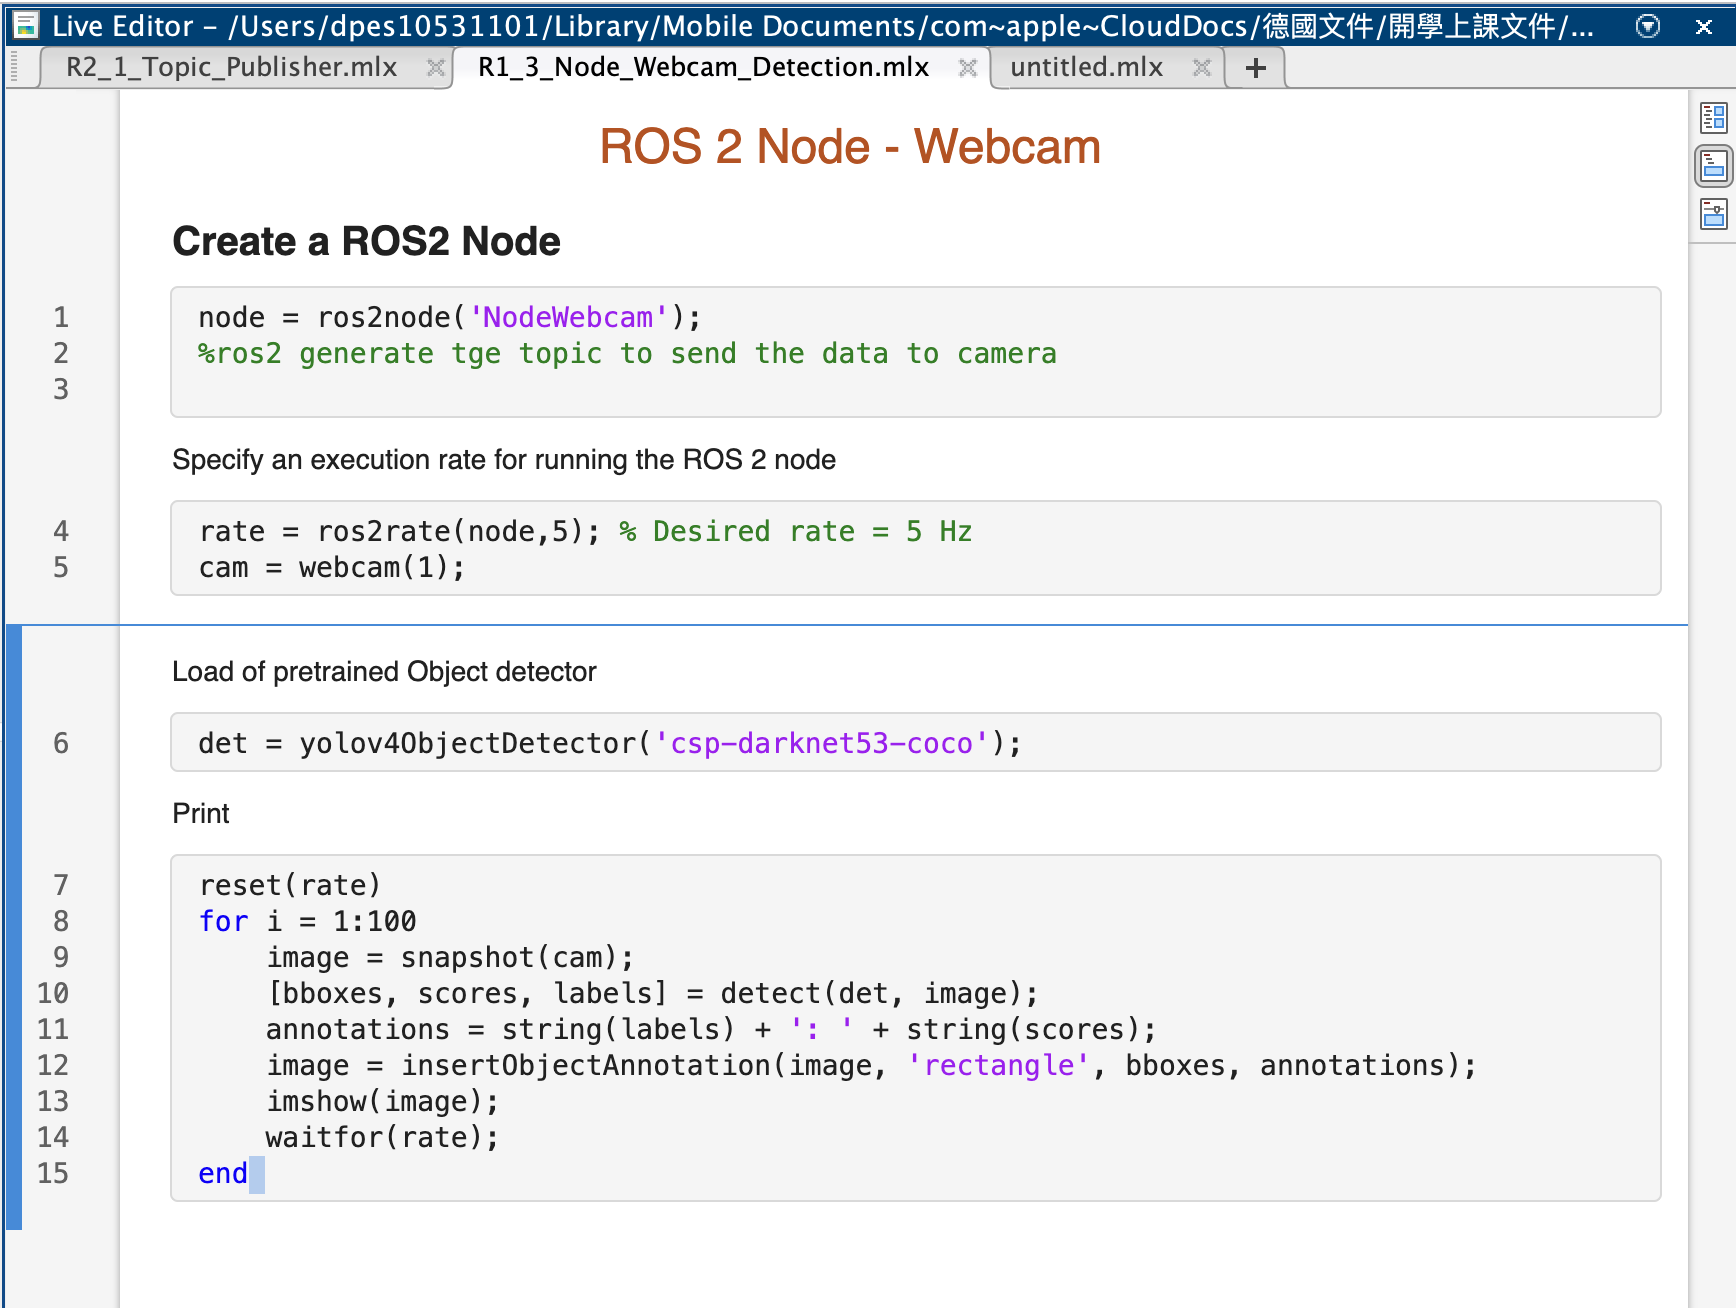 Live Editor – /Users/dpes10531101/Library/Mobile Documents/com~apple~CloudDocs/德國文件/開學上課文件/...
R2_1_Topic_Publisher.mlx R1_3_Node_Webcam_Detection.mlx untitled.mlx +
ROS 2 Node - Webcam
Create a ROS2 Node
1 node = ros2node('NodeWebcam');
2 %ros2 generate tge topic to send the data to camera
3
Specify an execution rate for running the ROS 2 node
4 rate = ros2rate(node,5); % Desired rate = 5 Hz
5 cam = webcam(1);
Load of pretrained Object detector
6 det = yolov4ObjectDetector('csp-darknet53-coco');
Print
7 reset(rate)
8 for i = 1:100
9 image = snapshot(cam);
10 [bboxes, scores, labels] = detect(det, image);
11 annotations = string(labels) + ': ' + string(scores);
12 image = insertObjectAnnotation(image, 'rectangle', bboxes, annotations);
13 imshow(image);
14 waitfor(rate);
15 end